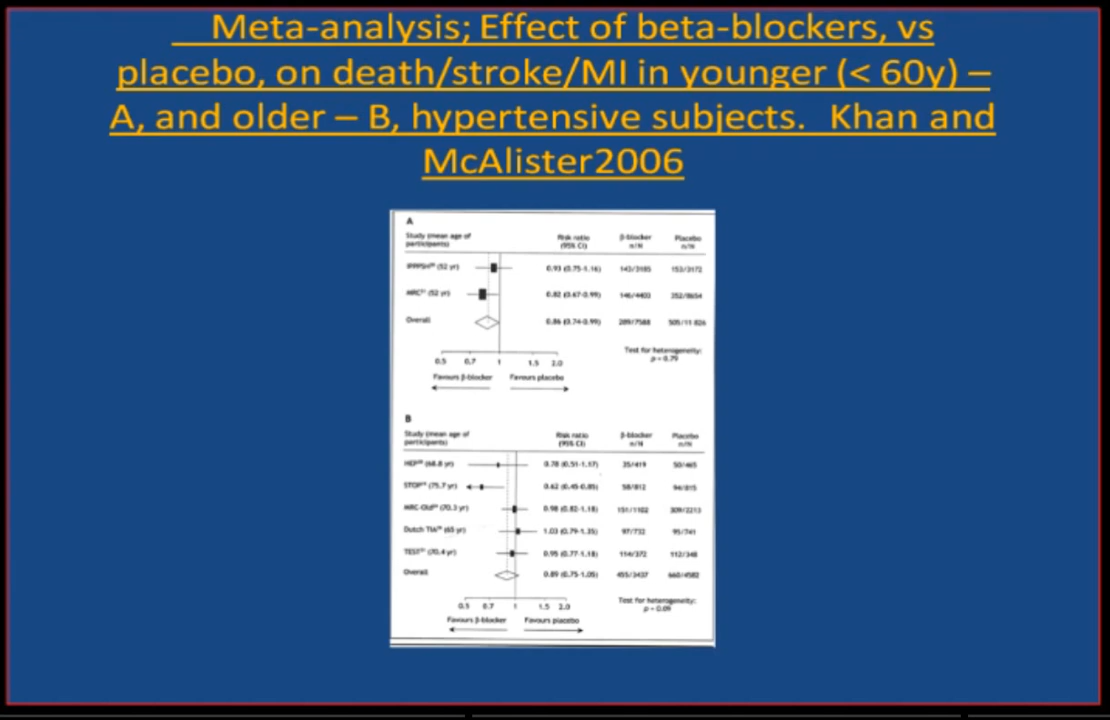 Meta-analysis; Effect of beta-blockers, vs
placebo, on death/stroke/MI in younger (< 60y) –
A, and older – B, hypertensive subjects.  Khan and
McAlister2006
A
Study (mean age of participants) Risk ratio (95% CI) β-blocker n/N Placebo n/N
(52 yr) 0.93 (0.75-1.16) 143/3185 153/3172
MRC (52 yr) 0.82 (0.67-0.99) 146/4403 352/8654
Overall 0.86 (0.74-0.99) 289/7588 505/11 826
Test for heterogeneity:
0.5 0.7 1 1.5 2.0
Favours β-blocker Favours placebo
B
Study (mean age of participants) Risk ratio (95% CI) β-blocker n/N Placebo n/N
HEP (68.8 yr) 0.78 (0.51-1.17) 35/419 50/465
STOP (75.7 yr) 0.62 (0.45-0.85) 58/812 94/815
MRC Old (70.3 yr) 0.98 (0.82-1.18) 151/1102 309/2213
Dutch TIA (65 yr) 1.03 (0.79-1.35) 97/732 95/741
TEST (70.4 yr) 0.95 (0.77-1.18) 114/372 112/348
Overall 0.89 (0.75-1.05) 455/3437 660/4582
Test for heterogeneity:
p = 0.09
0.5 0.7 1 1.5 2.0
Favours β-blocker Favours placebo